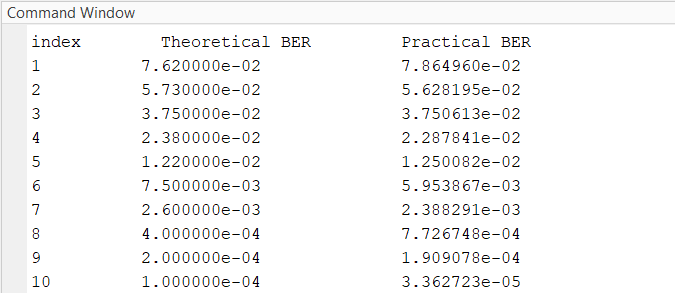 Command Window
index Theoretical BER Practical BER
1 7.620000e-02 7.864960e-02
2 5.730000e-02 5.628195e-02
3 3.750000e-02 3.750613e-02
4 2.380000e-02 2.287841e-02
5 1.220000e-02 1.250082e-02
6 7.500000e-03 5.953867e-03
7 2.600000e-03 2.388291e-03
8 4.000000e-04 7.726748e-04
9 2.000000e-04 1.909078e-04
10 1.000000e-04 3.362723e-05